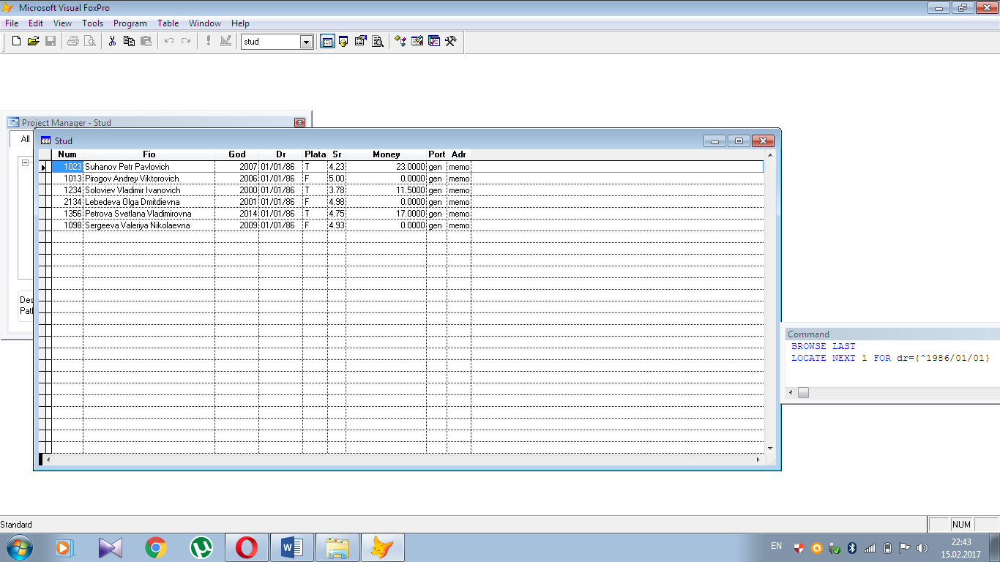 Microsoft Visual FoxPro
File Edit View Tools Program Table Window Help
stud
Project Manager - Stud
All
Stud
Num Fio God Dr Plata Sr Money Port Adr
1023 Suhanov Petr Pavlovich 2007 01/01/86 T 4.23 23.0000 gen memo
1013 Pirogov Andrey Viktorovich 2006 01/01/86 F 5.00 0.0000 gen memo
1234 Soloviev Vladimir Ivanovich 2000 01/01/86 T 3.78 11.5000 gen memo
2134 Lebedeva Olga Dmitdievna 2001 01/01/86 F 4.98 0.0000 gen memo
1356 Petrova Svetlana Vladimirovna 2014 01/01/86 T 4.75 17.0000 gen memo
1098 Sergeeva Valeriya Nikolaevna 2009 01/01/86 F 4.93 0.0000 gen memo
Des
Path
Command
BROWSE LAST
LOCATE NEXT 1 FOR dr={^1986/01/01}
Standard
NUM
EN
22:43
15.02.2017